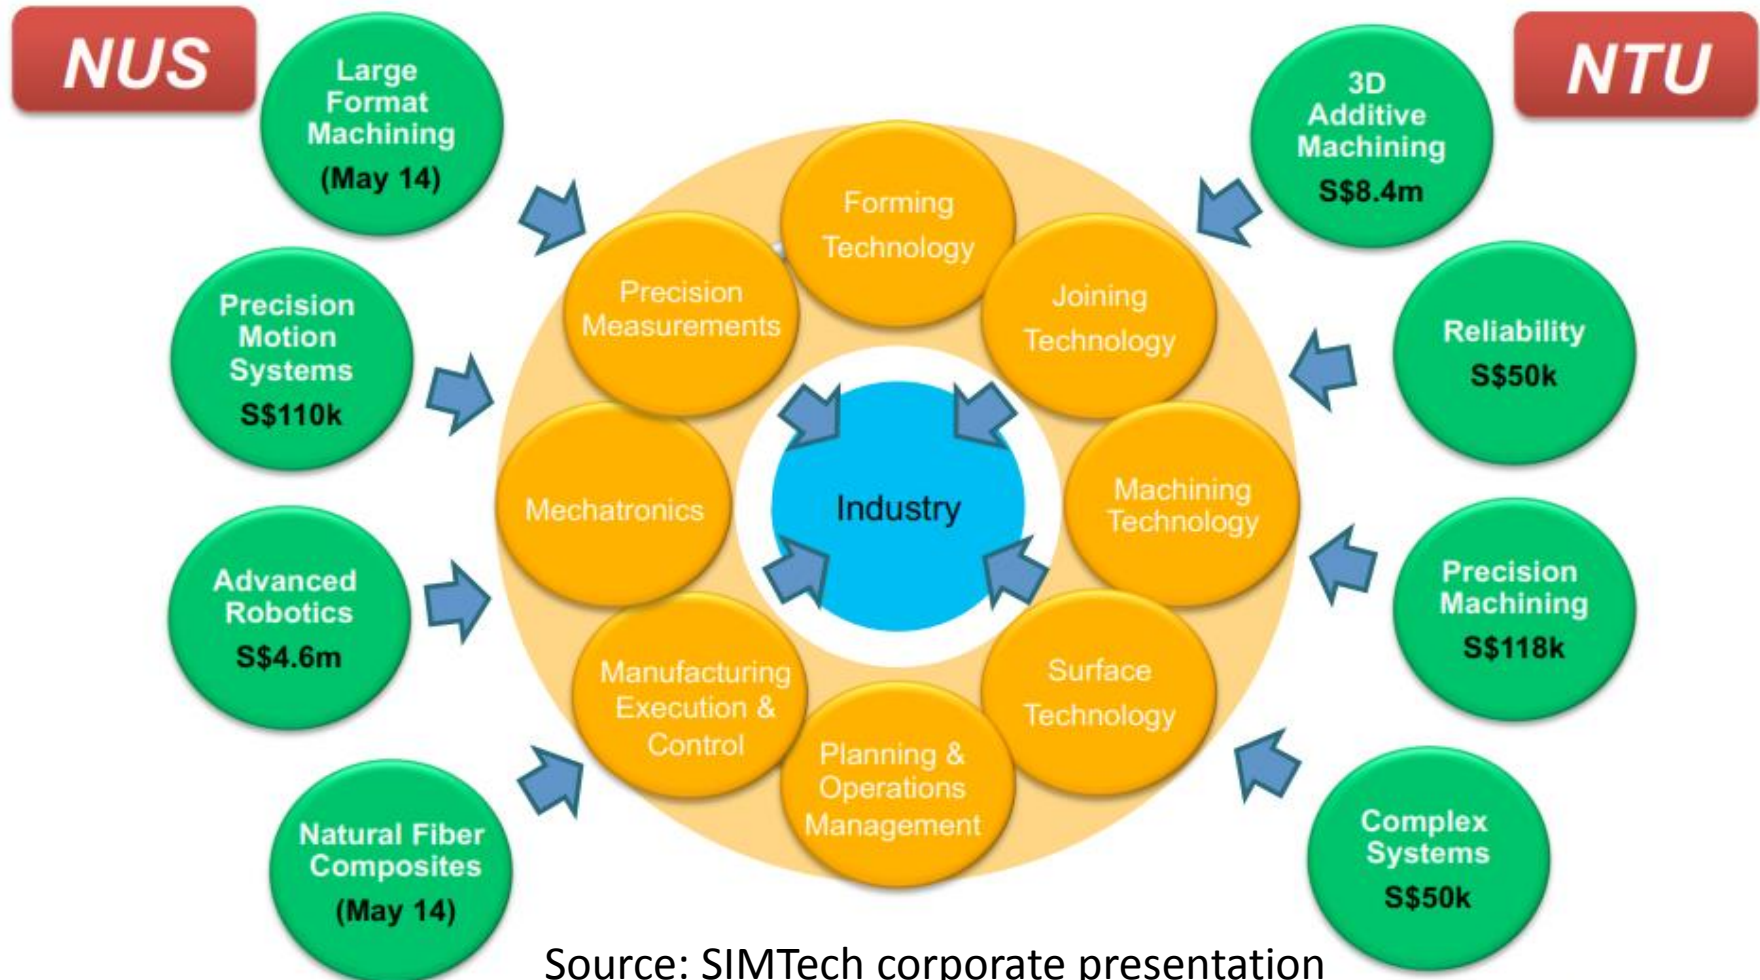 NUS
Large
Format
Machining
(May 14)
Precision
Motion
Systems
S$110k
Advanced
Robotics
S$4.6m
Natural Fiber
Composites
(May 14)
Forming
Technology
Precision
Measurements
Joining
Technology
Mechatronics
Industry
Machining
Technology
Manufacturing
Execution &
Control
Surface
Technology
Planning &
Operations
Management
NTU
3D
Additive
Machining
S$8.4m
Reliability
S$50k
Precision
Machining
S$118k
Complex
Systems
S$50k
Source: SIMTech corporate presentation